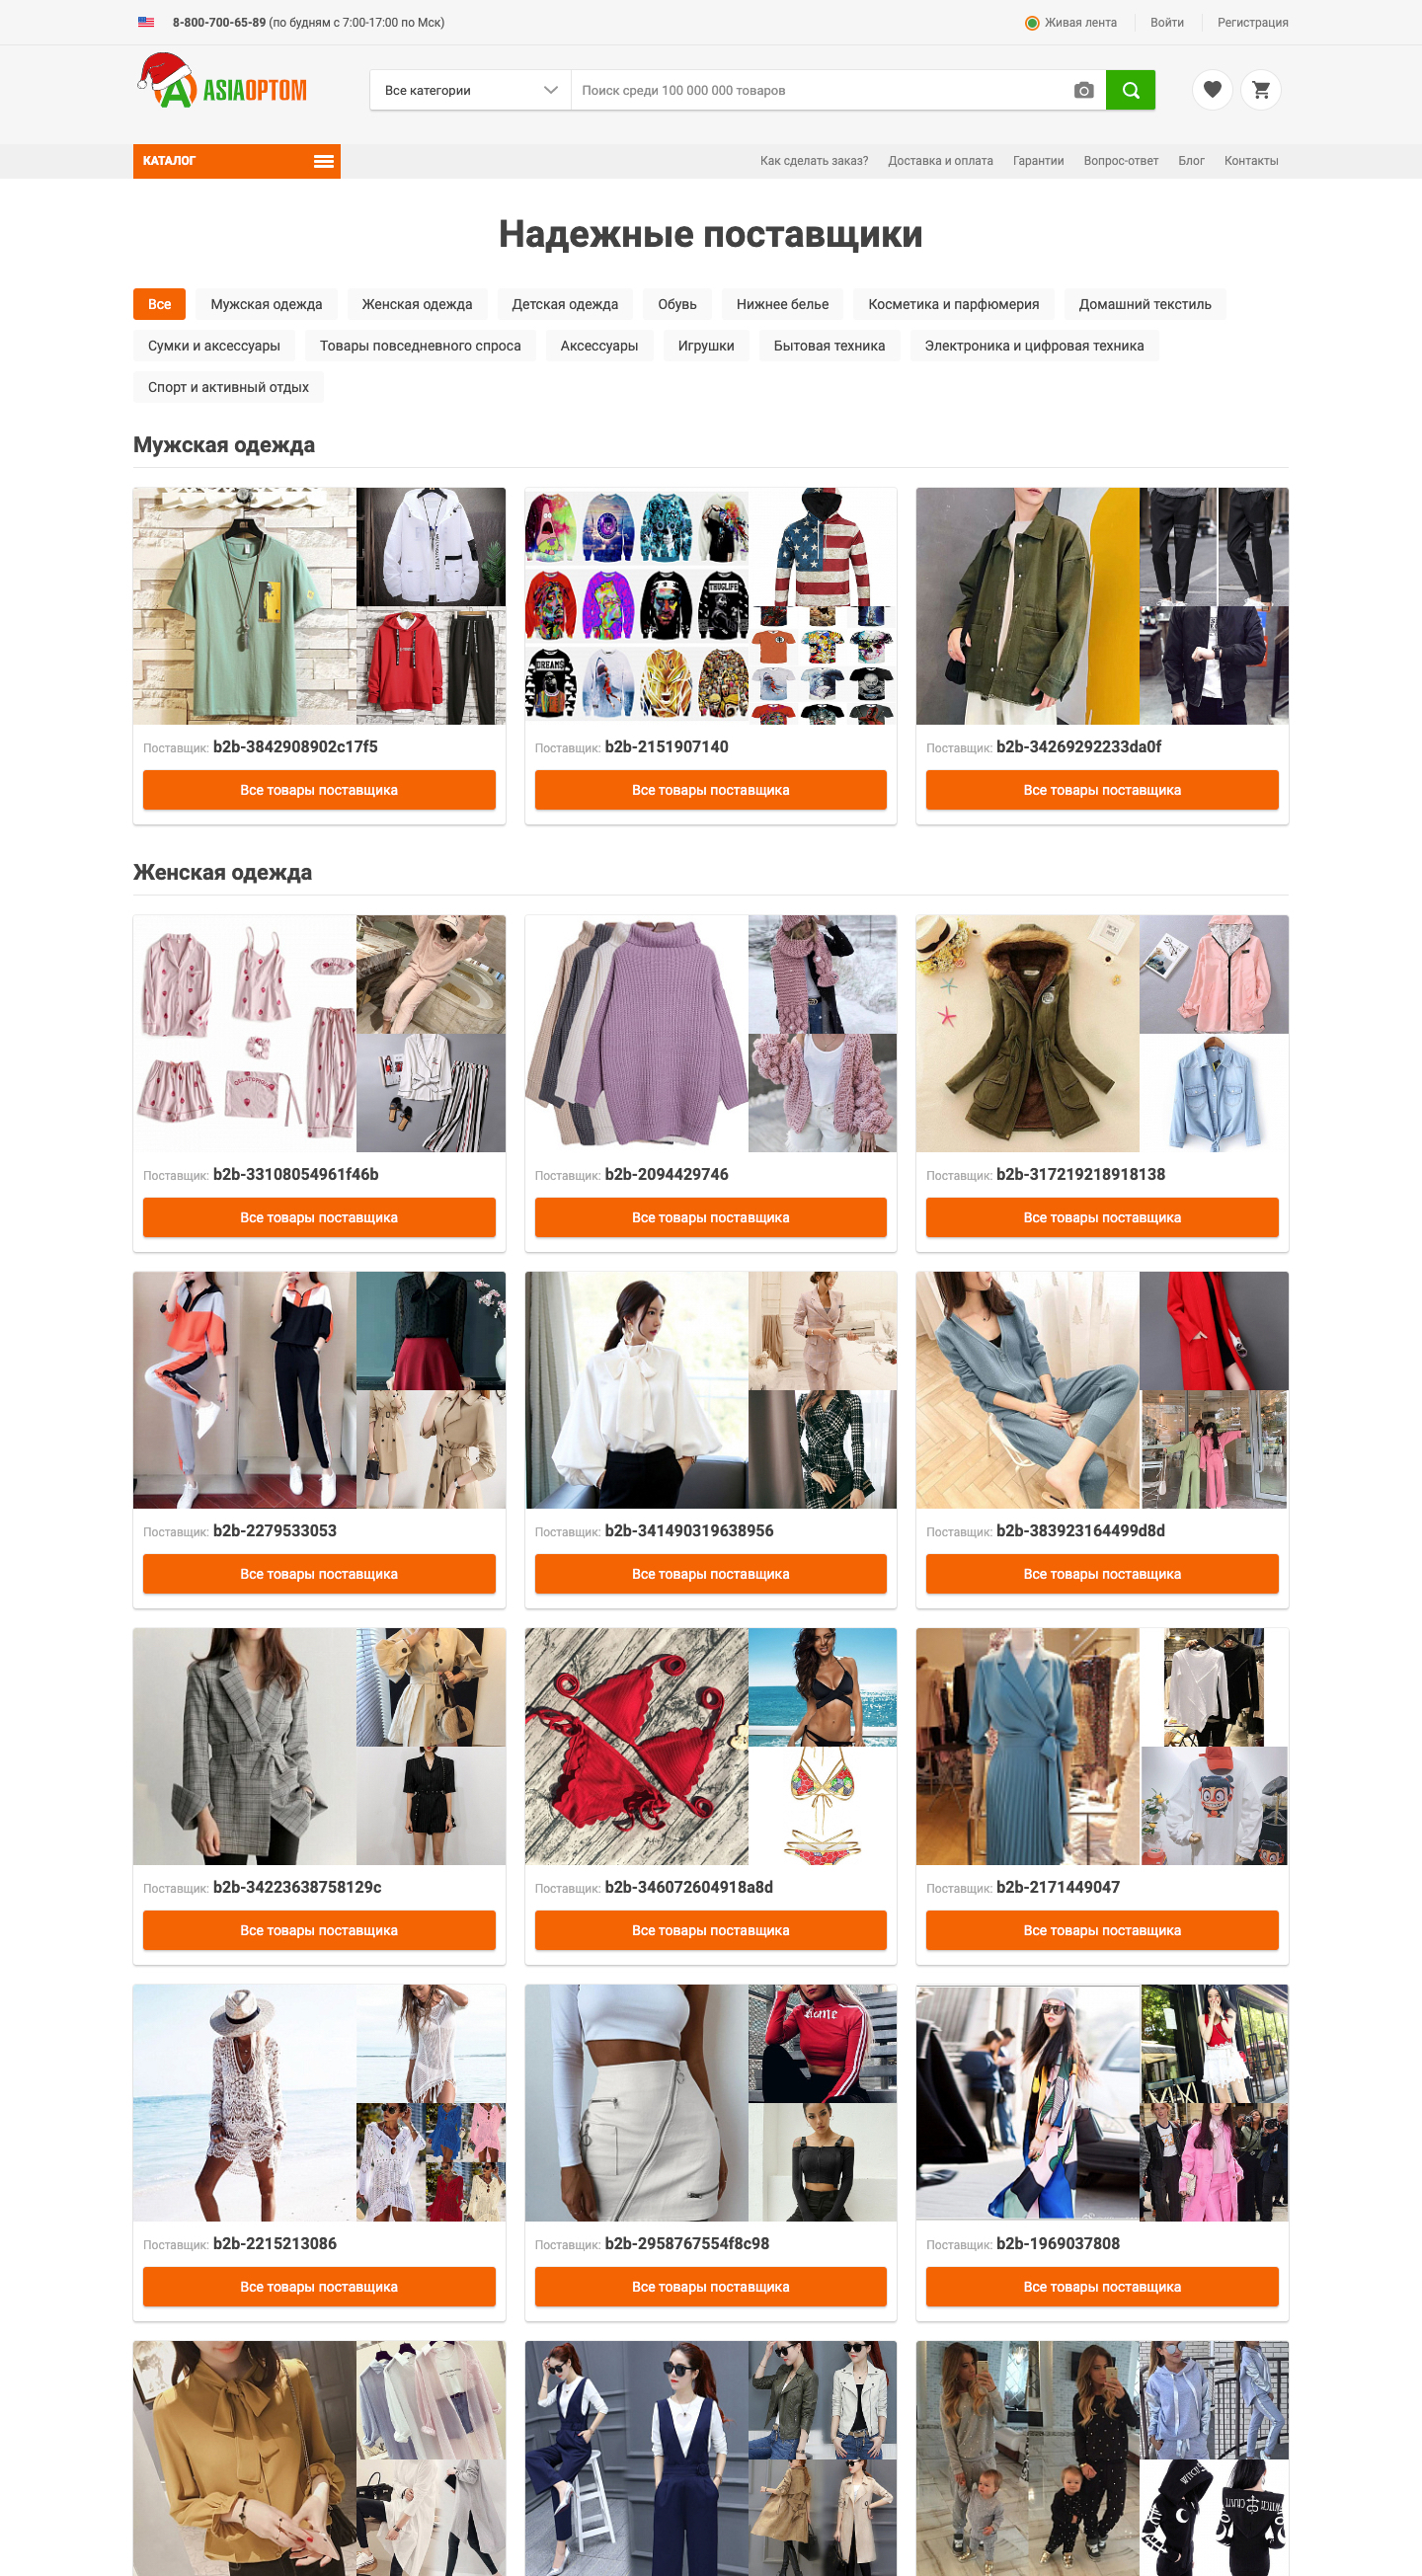 8-800-700-65-89 (по будням с 7:00-17:00 по Мск)
Живая лента
Войти
Регистрация
ASIAOPTOM
Все категории
Поиск среди 100 000 000 товаров
КАТАЛОГ
Как сделать заказ?
Доставка и оплата
Гарантии
Вопрос-ответ
Блог
Контакты
Надежные поставщики
Все
Мужская одежда
Женская одежда
Детская одежда
Обувь
Нижнее белье
Косметика и парфюмерия
Домашний текстиль
Сумки и аксессуары
Товары повседневного спроса
Аксессуары
Игрушки
Бытовая техника
Электроника и цифровая техника
Спорт и активный отдых
Мужская одежда
THUGLIFE
DREAMS
Поставщик: b2b-3842908902c17f5
Поставщик: b2b-2151907140
Поставщик: b2b-34269292233da0f
Все товары поставщика
Все товары поставщика
Все товары поставщика
Женская одежда
Поставщик: b2b-33108054961f46b
Поставщик: b2b-2094429746
Поставщик: b2b-317219218918138
Все товары поставщика
Все товары поставщика
Все товары поставщика
Поставщик: b2b-2279533053
Поставщик: b2b-341490319638956
Поставщик: b2b-383923164499d8d
Все товары поставщика
Все товары поставщика
Все товары поставщика
Поставщик: b2b-34223638758129c
Поставщик: b2b-346072604918a8d
Поставщик: b2b-2171449047
Все товары поставщика
Все товары поставщика
Все товары поставщика
Поставщик: b2b-2215213086
Поставщик: b2b-2958767554f8c98
Поставщик: b2b-1969037808
Все товары поставщика
Все товары поставщика
Все товары поставщика